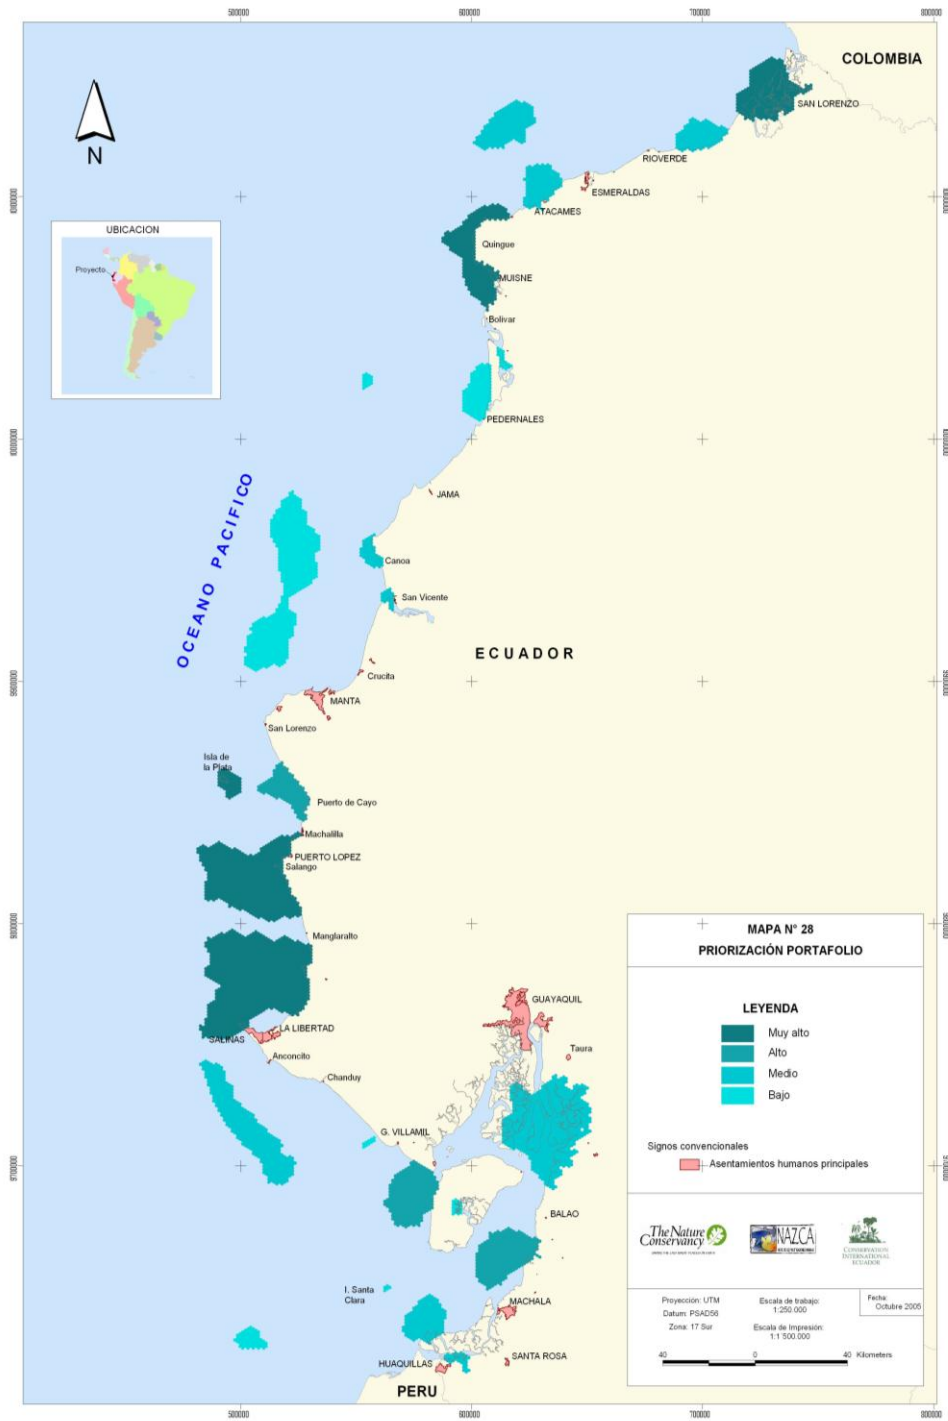 500000
600000
700000
800000
COLOMBIA
SAN LORENZO
N
RIOVERDE
ESMERALDAS
ATACAMES
UBICACION
Proyecto
Quingue
MUISNE
Bolivar
PEDERNALES
JAMA
OCEANO PACIFICO
Canoa
San Vicente
ECUADOR
Crucita
MANTA
San Lorenzo
Isla de
la Plata
Puerto de Cayo
Machalilla
PUERTO LOPEZ
Salango
Manglaralto
MAPA N° 28
PRIORIZACIÓN PORTAFOLIO
LEYENDA
Muy alto
Alto
Medio
Bajo
Signos convencionales
Asentamientos humanos principales
GUAYAQUIL
Taura
LA LIBERTAD
SALINAS
Anconcito
Chanduy
G. VILLAMIL
BALAO
The Nature
Conservancy
NAZCA
CONSERVATION
INTERNATIONAL
ECUADOR
I. Santa
Clara
MACHALA
HUAQUILLAS
SANTA ROSA
PERU
Proyección: UTM
Datum: PSAD56
Zona: 17 Sur
Escala de trabajo:
1:250.000
Escala de Impresión:
1:1 500.000
Fecha:
Octubre 2005
40 0 40 Kilometers
500000
600000
700000
800000